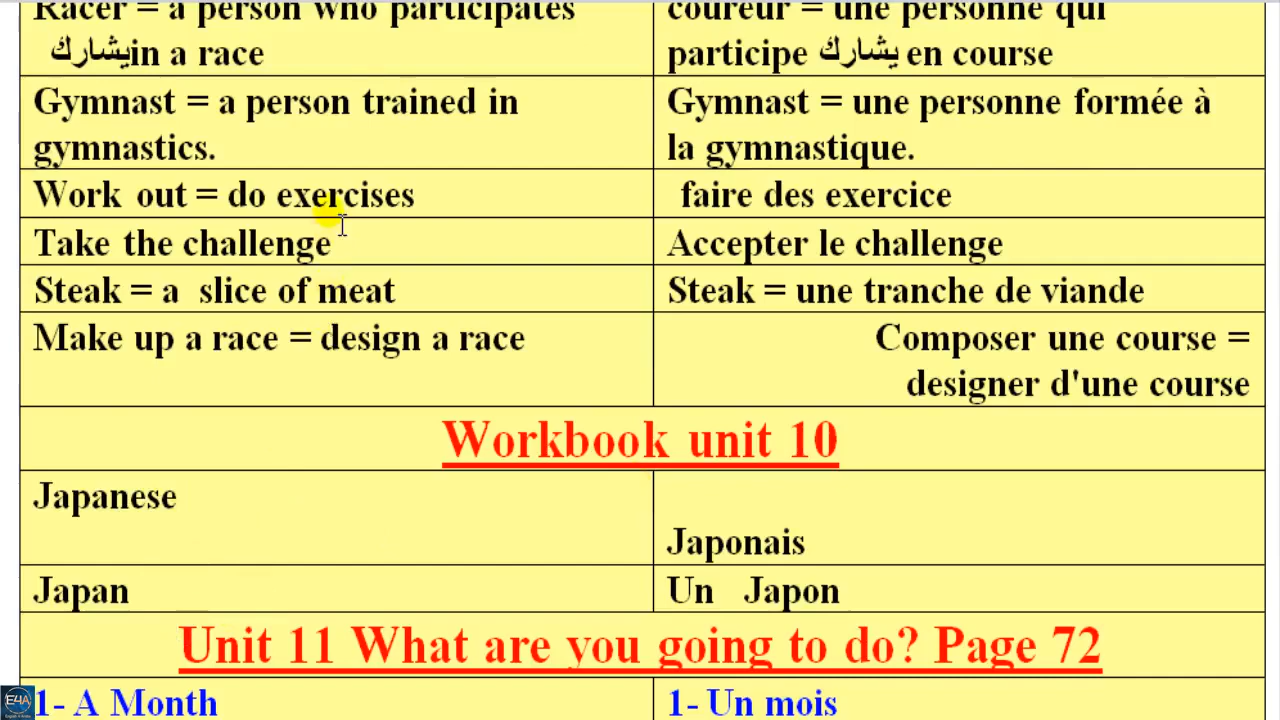 Racer = a person who participates
يشارك in a race
coureur = une personne qui
participe يشارك en course
Gymnast = a person trained in
gymnastics.
Gymnast = une personne formée à
la gymnastique.
Work out = do exercises
faire des exercice
Take the challenge
Accepter le challenge
Steak = a slice of meat
Steak = une tranche de viande
Make up a race = design a race
Composer une course =
designer d'une course
Workbook unit 10
Japanese
Japonais
Japan
Un Japon
Unit 11 What are you going to do? Page 72
1- A Month
1- Un mois
E4A